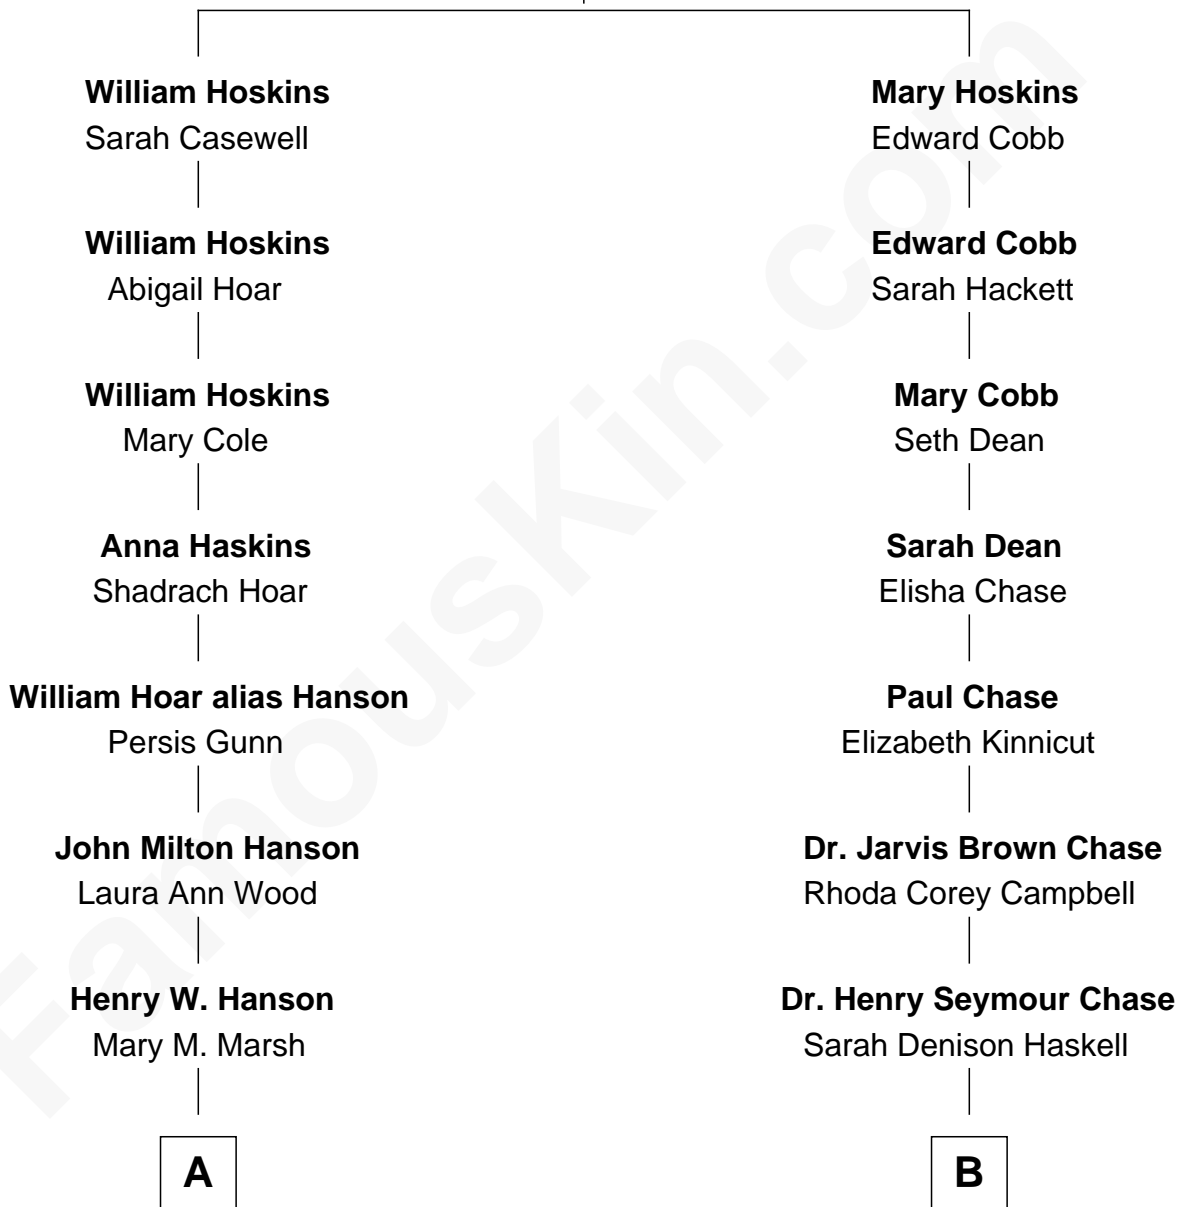 William Hoskins
Sarah Casewell
William Hoskins
Abigail Hoar
William Hoskins
Mary Cole
Anna Haskins
Shadrach Hoar
William Hoar alias Hanson
Persis Gunn
John Milton Hanson
Laura Ann Wood
Henry W. Hanson
Mary M. Marsh
A
Mary Hoskins
Edward Cobb
Edward Cobb
Sarah Hackett
Mary Cobb
Seth Dean
Sarah Dean
Elisha Chase
Paul Chase
Elizabeth Kinnicut
Dr. Jarvis Brown Chase
Rhoda Corey Campbell
Dr. Henry Seymour Chase
Sarah Denison Haskell
B
FamousKin.com